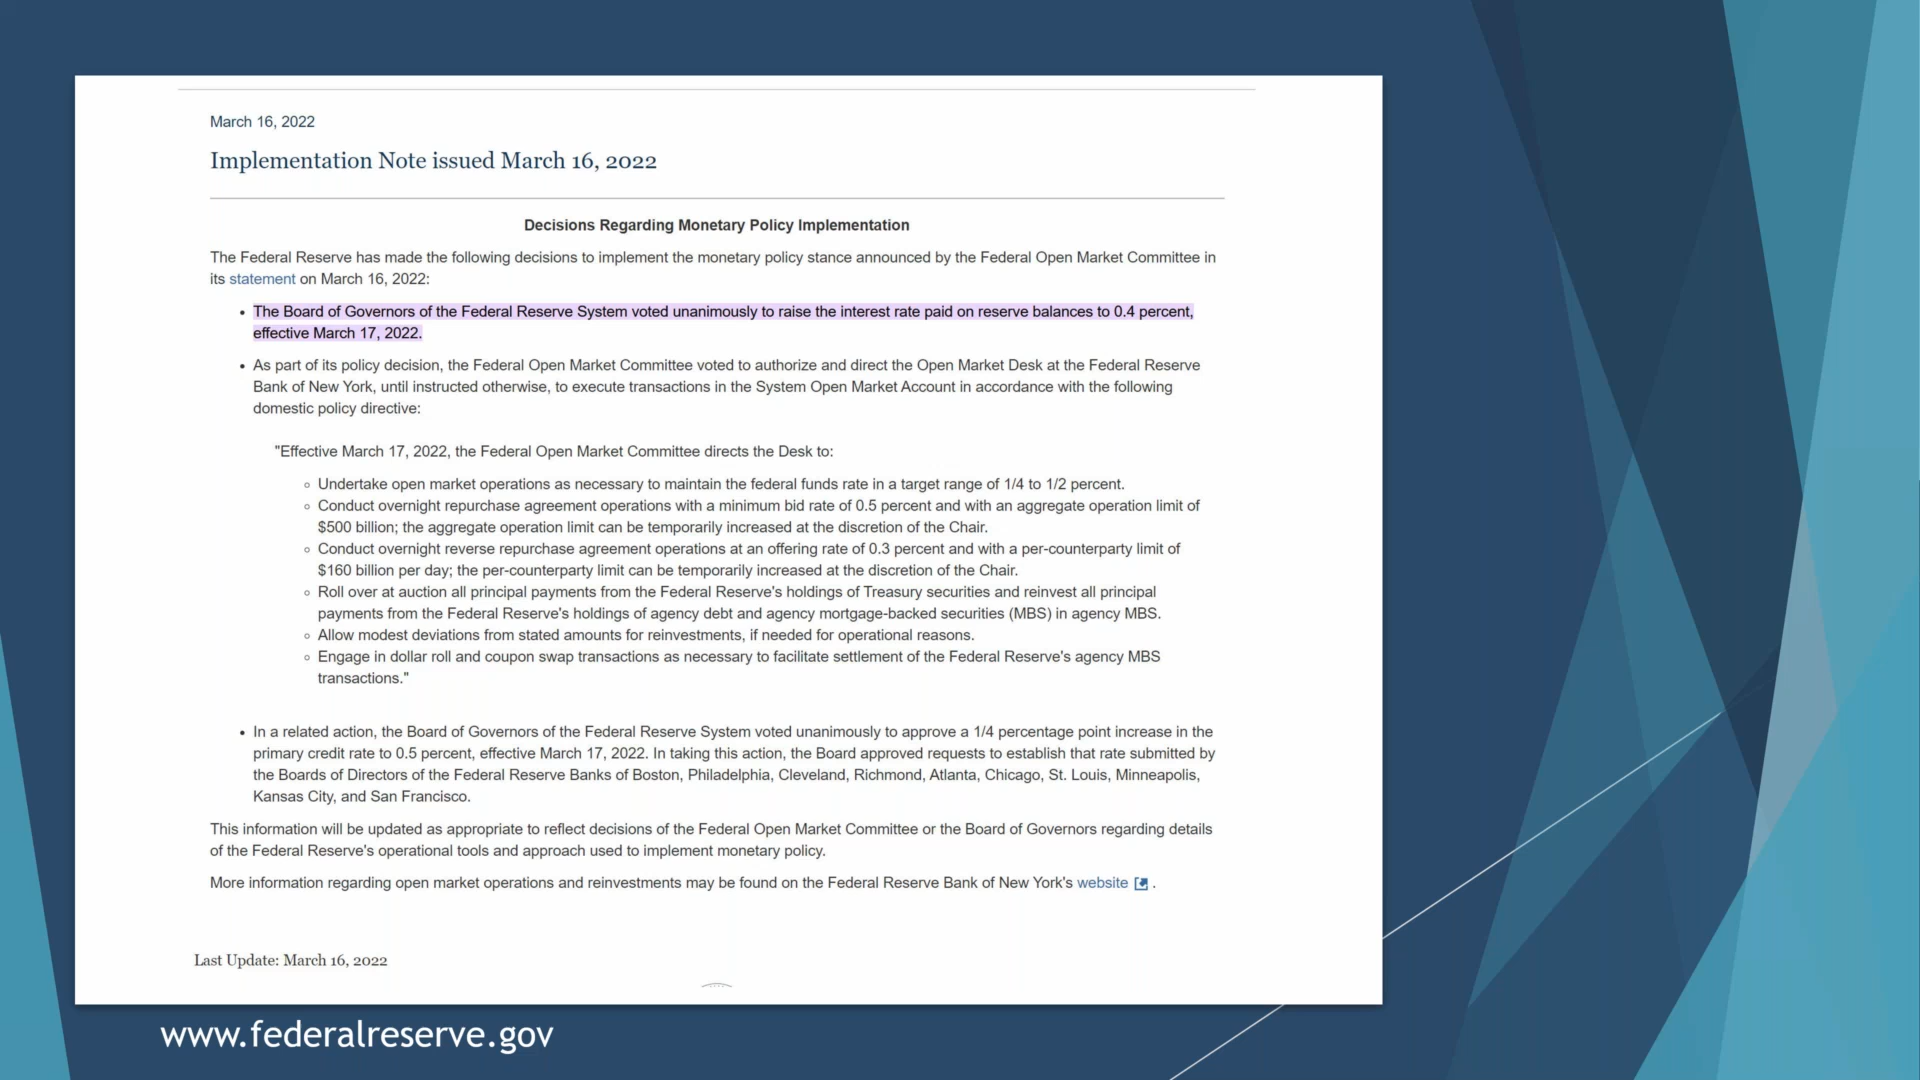 March 16, 2022
Implementation Note issued March 16, 2022
Decisions Regarding Monetary Policy Implementation
The Federal Reserve has made the following decisions to implement the monetary policy stance announced by the Federal Open Market Committee in
its statement on March 16, 2022:
• The Board of Governors of the Federal Reserve System voted unanimously to raise the interest rate paid on reserve balances to 0.4 percent,
effective March 17, 2022.
• As part of its policy decision, the Federal Open Market Committee voted to authorize and direct the Open Market Desk at the Federal Reserve
Bank of New York, until instructed otherwise, to execute transactions in the System Open Market Account in accordance with the following
domestic policy directive:
"Effective March 17, 2022, the Federal Open Market Committee directs the Desk to:
◦ Undertake open market operations as necessary to maintain the federal funds rate in a target range of 1/4 to 1/2 percent.
◦ Conduct overnight repurchase agreement operations with a minimum bid rate of 0.5 percent and with an aggregate operation limit of
$500 billion; the aggregate operation limit can be temporarily increased at the discretion of the Chair.
◦ Conduct overnight reverse repurchase agreement operations at an offering rate of 0.3 percent and with a per-counterparty limit of
$160 billion per day; the per-counterparty limit can be temporarily increased at the discretion of the Chair.
◦ Roll over at auction all principal payments from the Federal Reserve's holdings of Treasury securities and reinvest all principal
payments from the Federal Reserve's holdings of agency debt and agency mortgage-backed securities (MBS) in agency MBS.
◦ Allow modest deviations from stated amounts for reinvestments, if needed for operational reasons.
◦ Engage in dollar roll and coupon swap transactions as necessary to facilitate settlement of the Federal Reserve's agency MBS
transactions."
• In a related action, the Board of Governors of the Federal Reserve System voted unanimously to approve a 1/4 percentage point increase in the
primary credit rate to 0.5 percent, effective March 17, 2022. In taking this action, the Board approved requests to establish that rate submitted by
the Boards of Directors of the Federal Reserve Banks of Boston, Philadelphia, Cleveland, Richmond, Atlanta, Chicago, St. Louis, Minneapolis,
Kansas City, and San Francisco.
This information will be updated as appropriate to reflect decisions of the Federal Open Market Committee or the Board of Governors regarding details
of the Federal Reserve's operational tools and approach used to implement monetary policy.
More information regarding open market operations and reinvestments may be found on the Federal Reserve Bank of New York's website .
Last Update: March 16, 2022
www.federalreserve.gov